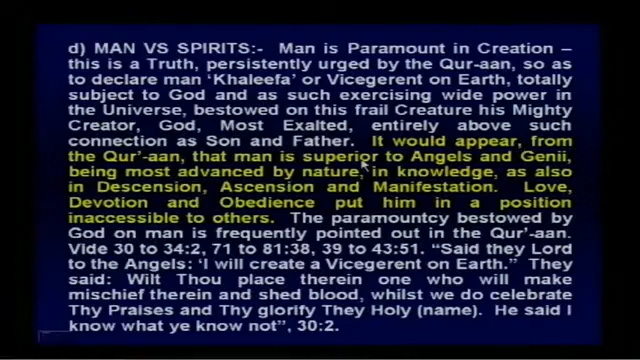 d) MAN VS SPIRITS:- Man is Paramount in Creation –
this is a Truth, persistently urged by the Qur-aan, so as
to declare man ‘Khaleefa’ or Vicegerent on Earth, totally
subject to God and as such exercising wide power in
the Universe, bestowed on this frail Creature his Mighty
Creator, God, Most Exalted, entirely above such
connection as Son and Father. It would appear, from
the Qur’-aan, that man is superior to Angels and Genii,
being most advanced by nature, in knowledge, as also
in Descension, Ascension and Manifestation. Love,
Devotion and Obedience put him in a position
inaccessible to others. The paramountcy bestowed by
God on man is frequently pointed out in the Qur’-aan.
Vide 30 to 34:2, 71 to 81:38, 39 to 43:51. “Said they Lord
to the Angels: ‘I will create a Vicegerent on Earth.” They
said: Wilt Thou place therein one who will make
mischief therein and shed blood, whilst we do celebrate
Thy Praises and Thy glorify They Holy (name). He said I
know what ye know not”, 30:2.